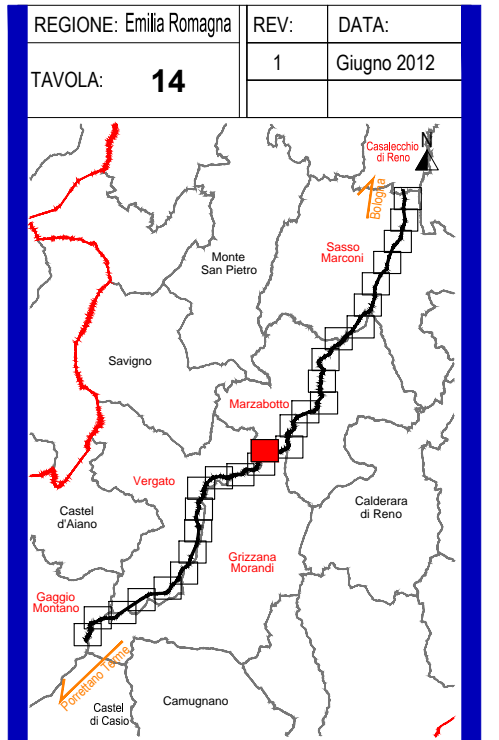 REGIONE: Emilia Romagna
REV:
DATA:
TAVOLA: 14
1
Giugno 2012
Casalecchio
di Reno
N
Bologna
Sasso
Marconi
Monte
San Pietro
Savigno
Marzabotto
Vergato
Castel
d'Aiano
Calderara
di Reno
Grizzana
Morandi
Gaggio
Montano
Porrettano Terme
Castel
di Casio
Camugnano